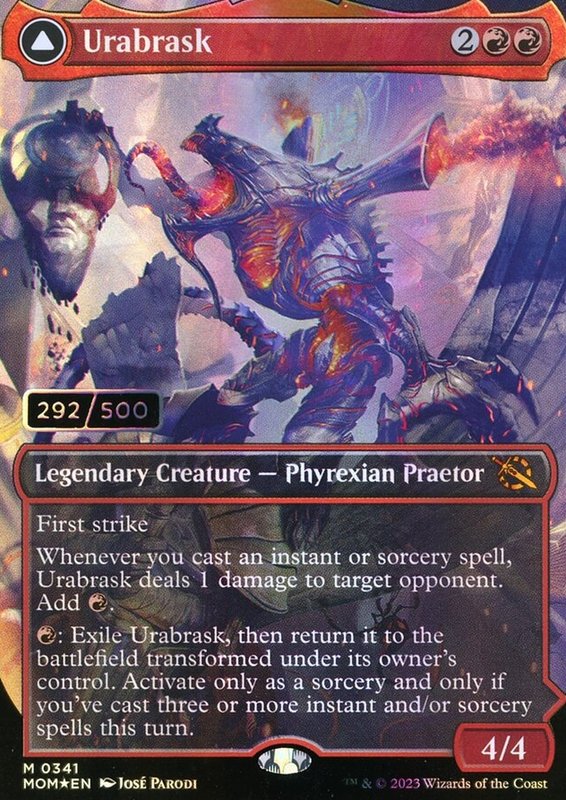 Urabrask 2
292/500
Legendary Creature — Phyrexian Praetor
First strike
Whenever you cast an instant or sorcery spell,
Urabrask deals 1 damage to target opponent.
Add .
: Exile Urabrask, then return it to the
battlefield transformed under its owner's
control. Activate only as a sorcery and only if
you've cast three or more instant and/or sorcery
spells this turn.
4/4
M 0341
MOM★EN José Parodi
™ & © 2023 Wizards of the Coast